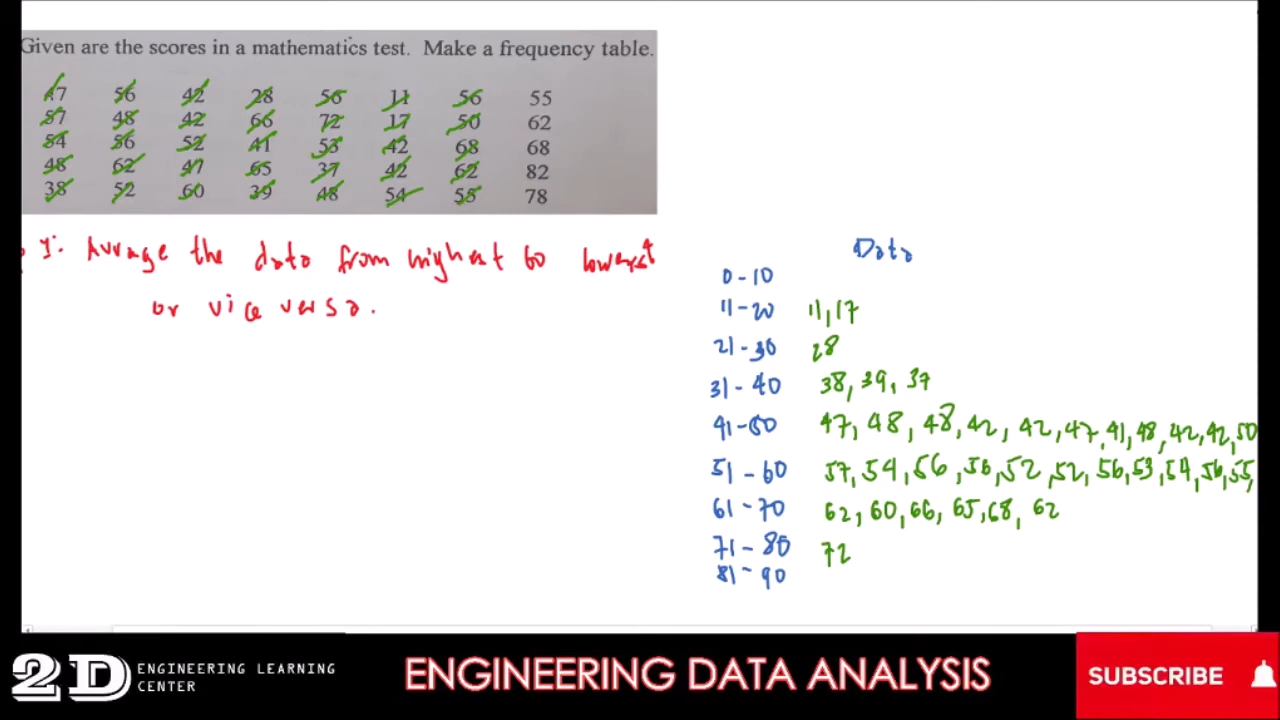 Given are the scores in a mathematics test. Make a frequency table.
47 56 42 28 56 11 56 55
57 48 42 66 72 17 50 62
54 56 52 41 53 42 68 68
48 62 47 65 37 42 62 82
38 52 60 39 48 54 55 78
I: Avrage the data from highest to lowest
or vice versa.
Data
0-10
11-20 11, 17
21-30 28
31-40 38, 39, 37
41-50 47, 48, 48, 42, 42, 47, 41, 48, 42, 42, 50
51-60 57, 54, 56, 56, 52, 52, 56, 53, 54, 56, 55,
61-70 62, 60, 66, 65, 68, 62
71-80 72
81-90
2D ENGINEERING LEARNING
CENTER
ENGINEERING DATA ANALYSIS
SUBSCRIBE